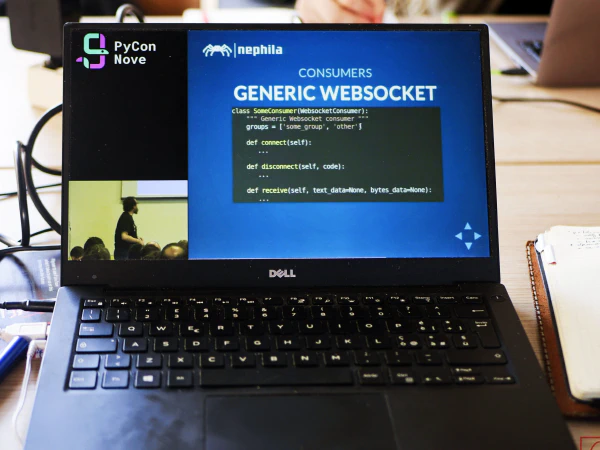 PyCon
Nove
nephila
CONSUMERS
GENERIC WEBSOCKET
class SomeConsumer(WebsocketConsumer):
""" Generic Websocket consumer """
groups = ['some_group', 'other']
def connect(self):
...
def disconnect(self, code):
...
def receive(self, text_data=None, bytes_data=None):
...
DELL
Q W E R T Y U I O P
A S D F G H J K L
Z X C V B N M